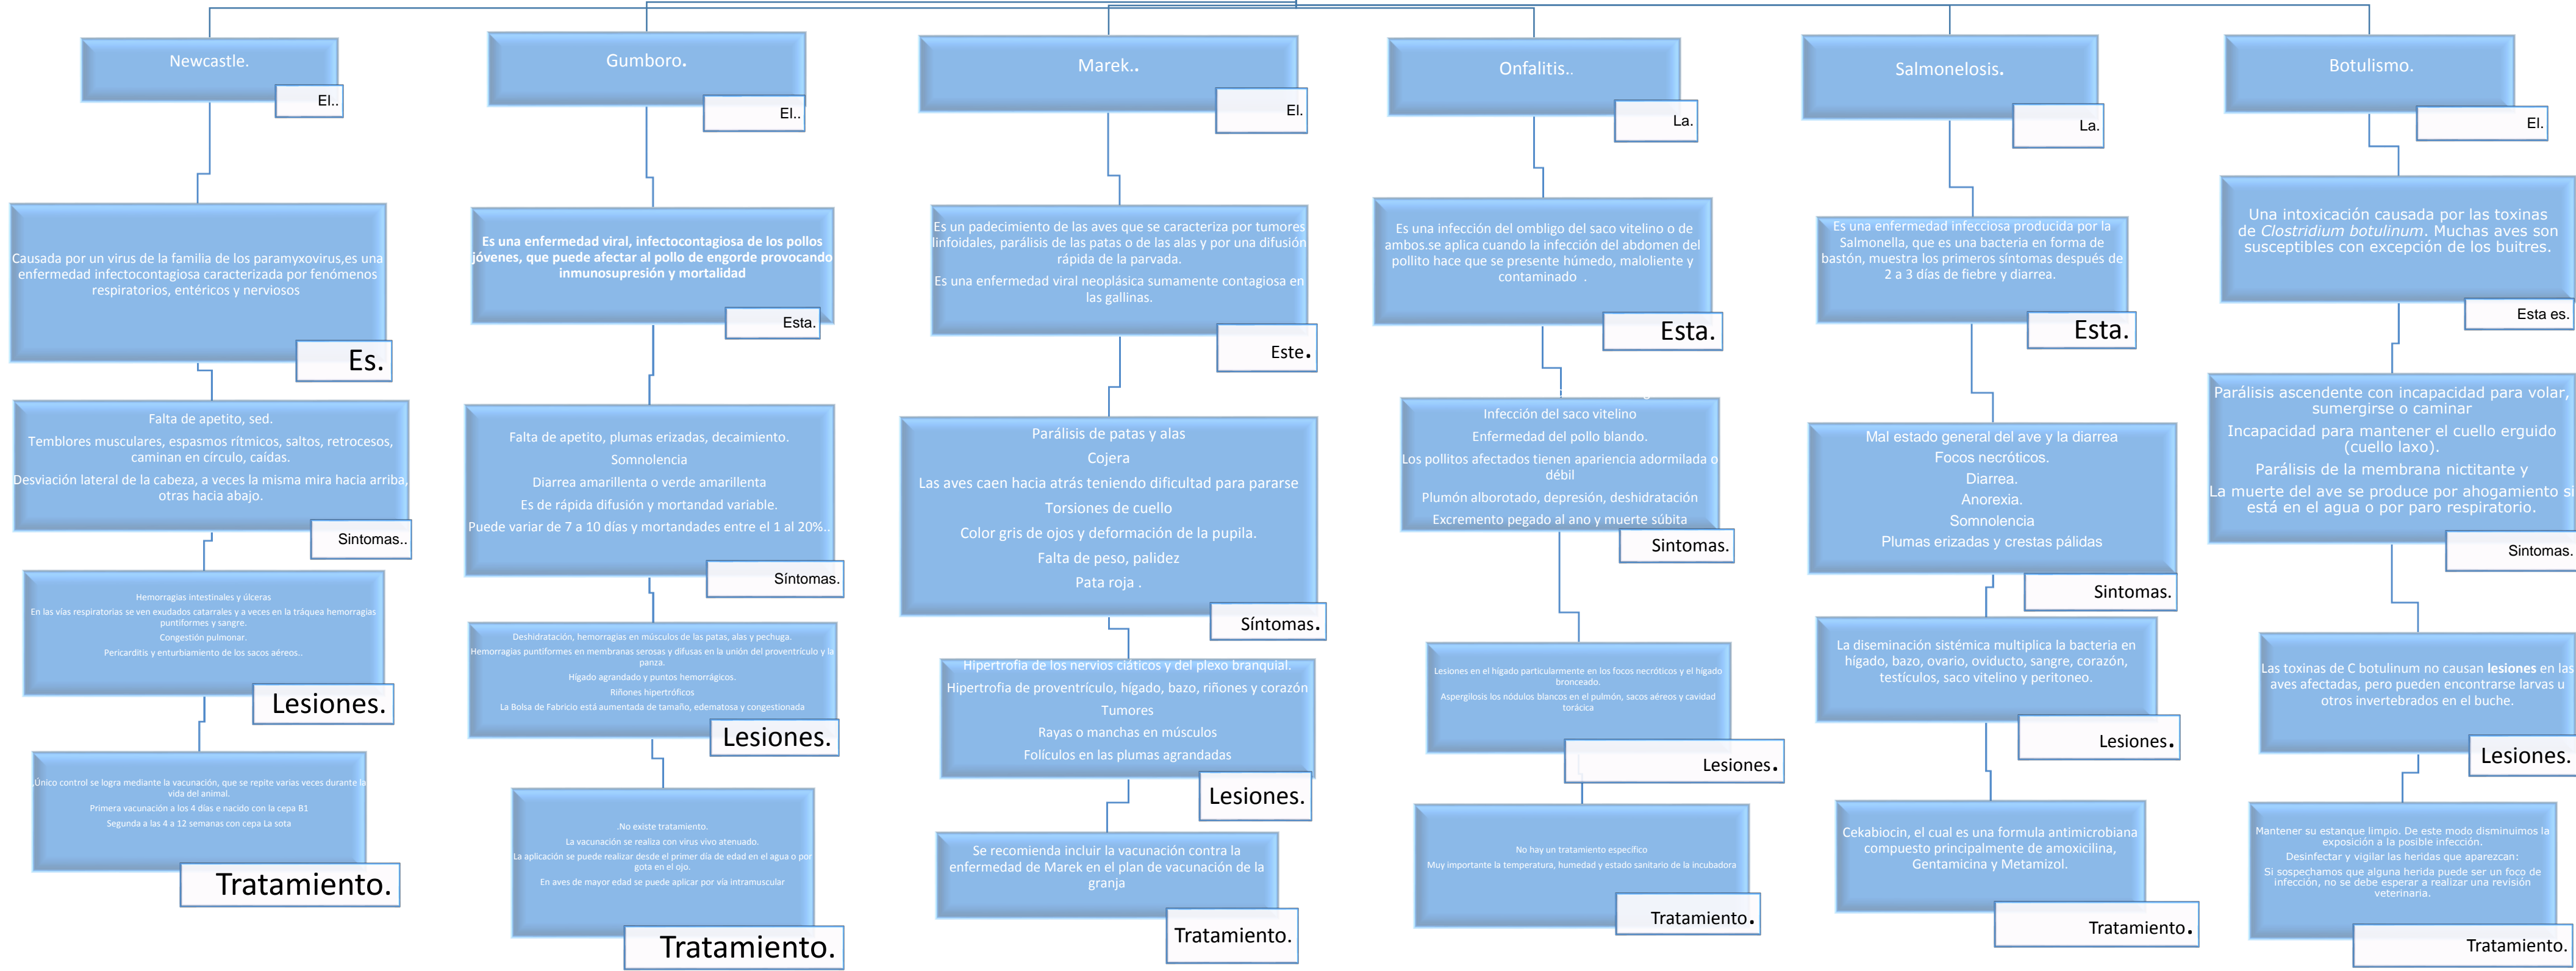 Newcastle.
El..
Causada por un virus de la familia de los paramyxovirus,es una
enfermedad infectocontagiosa caracterizada por fenómenos
respiratorios, entéricos y nerviosos
Es.
Falta de apetito, sed.
Temblores musculares, espasmos rítmicos, saltos, retrocesos,
caminan en círculo, caídas.
Desviación lateral de la cabeza, a veces la misma mira hacia arriba,
otras hacia abajo.
Sintomas..
Hemorragias intestinales y úlceras
En las vías respiratorias se ven exudados catarrales y a veces en la tráquea hemorragias
puntiformes y sangre.
Congestión pulmonar.
Pericarditis y enturbiamiento de los sacos aéreos..
Lesiones.
.Único control se logra mediante la vacunación, que se repite varias veces durante la
vida del animal.
Primera vacunación a los 4 días e nacido con la cepa B1
Segunda a las 4 a 12 semanas con cepa La sota
Tratamiento.
Gumboro.
El..
Es una enfermedad viral, infectocontagiosa de los pollos
jóvenes, que puede afectar al pollo de engorde provocando
inmunosupresión y mortalidad
Esta.
Falta de apetito, plumas erizadas, decaimiento.
Somnolencia
Diarrea amarillenta o verde amarillenta
Es de rápida difusión y mortandad variable.
Puede variar de 7 a 10 días y mortandades entre el 1 al 20%..
Síntomas.
Deshidratación, hemorragias en músculos de las patas, alas y pechuga.
Hemorragias puntiformes en membranas serosas y difusas en la unión del proventrículo y la
panza.
Hígado agrandado y puntos hemorrágicos.
Riñones hipertróficos
La Bolsa de Fabricio está aumentada de tamaño, edematosa y congestionada
Lesiones.
.No existe tratamiento.
La vacunación se realiza con virus vivo atenuado.
La aplicación se puede realizar desde el primer día de edad en el agua o por
gota en el ojo.
En aves de mayor edad se puede aplicar por vía intramuscular
Tratamiento.
Marek..
El.
Es un padecimiento de las aves que se caracteriza por tumores
linfoidales, parálisis de las patas o de las alas y por una difusión
rápida de la parvada.
Es una enfermedad viral neoplásica sumamente contagiosa en
las gallinas.
Este.
Parálisis de patas y alas
Cojera
Las aves caen hacia atrás teniendo dificultad para pararse
Torsiones de cuello
Color gris de ojos y deformación de la pupila.
Falta de peso, palidez
Pata roja .
Síntomas.
Hipertrofia de los nervios ciáticos y del plexo branquial.
Hipertrofia de proventrículo, hígado, bazo, riñones y corazón
Tumores
Rayas o manchas en músculos
Folículos en las plumas agrandadas
Lesiones.
Se recomienda incluir la vacunación contra la
enfermedad de Marek en el plan de vacunación de la
granja
Tratamiento.
Onfalitis..
La.
Es una infección del ombligo del saco vitelino o de
ambos.se aplica cuando la infección del abdomen del
pollito hace que se presente húmedo, maloliente y
contaminado .
Esta.
Infección del saco vitelino
Enfermedad del pollo blando.
Los pollitos afectados tienen apariencia adormilada o
débil
Plumón alborotado, depresión, deshidratación
Excremento pegado al ano y muerte súbita
Sintomas.
Lesiones en el hígado particularmente en los focos necróticos y el hígado
bronceado.
Aspergilosis los nódulos blancos en el pulmón, sacos aéreos y cavidad
torácica
Lesiones.
No hay un tratamiento específico
Muy importante la temperatura, humedad y estado sanitario de la incubadora
Tratamiento.
Salmonelosis.
La.
Es una enfermedad infecciosa producida por la
Salmonella, que es una bacteria en forma de
bastón, muestra los primeros síntomas después de
2 a 3 días de fiebre y diarrea.
Esta.
Mal estado general del ave y la diarrea
Focos necróticos.
Diarrea.
Anorexia.
Somnolencia
Plumas erizadas y crestas pálidas
Sintomas.
La diseminación sistémica multiplica la bacteria en
hígado, bazo, ovario, oviducto, sangre, corazón,
testículos, saco vitelino y peritoneo.
Lesiones.
Cekabiocin, el cual es una formula antimicrobiana
compuesto principalmente de amoxicilina,
Gentamicina y Metamizol.
Tratamiento.
Botulismo.
El.
Una intoxicación causada por las toxinas
de Clostridium botulinum. Muchas aves son
susceptibles con excepción de los buitres.
Esta es.
Parálisis ascendente con incapacidad para volar,
sumergirse o caminar
Incapacidad para mantener el cuello erguido
(cuello laxo).
Parálisis de la membrana nictitante y
La muerte del ave se produce por ahogamiento si
está en el agua o por paro respiratorio.
Sintomas.
Las toxinas de C botulinum no causan lesiones en las
aves afectadas, pero pueden encontrarse larvas u
otros invertebrados en el buche.
Lesiones.
Mantener su estanque limpio. De este modo disminuimos la
exposición a la posible infección.
Desinfectar y vigilar las heridas que aparezcan:
Si sospechamos que alguna herida puede ser un foco de
infección, no se debe esperar a realizar una revisión
veterinaria.
Tratamiento.